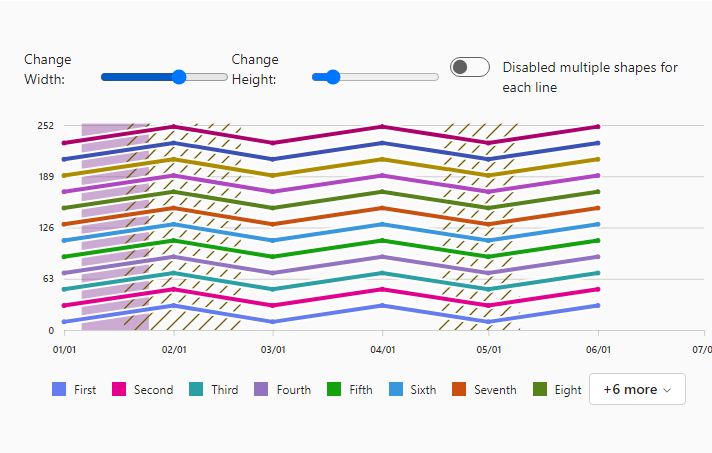 Change Width:
Change Height:
Disabled multiple shapes for each line
252
189
126
63
0
01/01 02/01 03/01 04/01 05/01 06/01 07/0
First Second Third Fourth Fifth Sixth Seventh Eight +6 more